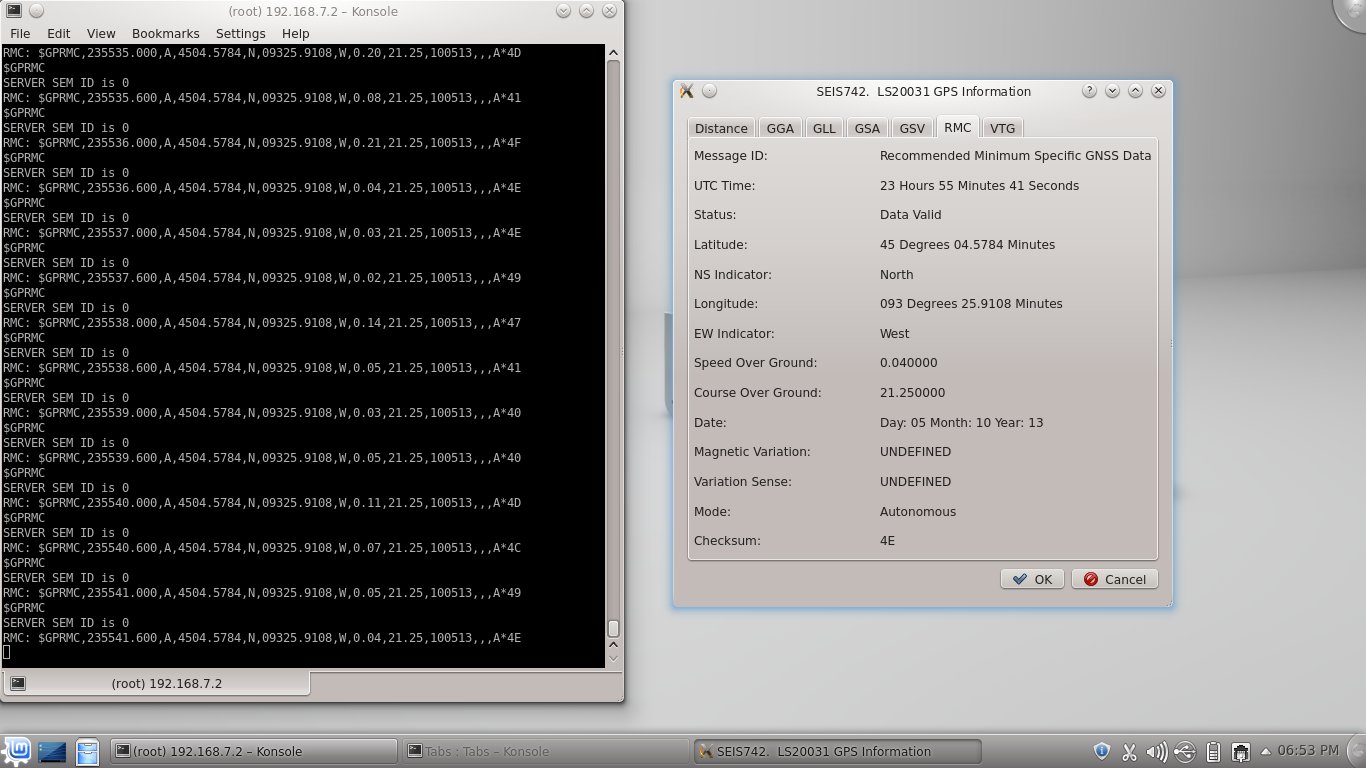 (root) 192.168.7.2 – Konsole
File Edit View Bookmarks Settings Help
RMC: $GPRMC,235535.000,A,4504.5784,N,09325.9108,W,0.20,21.25,100513,,,A*4D
$GPRMC
SERVER SEM ID is 0
RMC: $GPRMC,235535.600,A,4504.5784,N,09325.9108,W,0.08,21.25,100513,,,A*41
$GPRMC
SERVER SEM ID is 0
RMC: $GPRMC,235536.000,A,4504.5784,N,09325.9108,W,0.21,21.25,100513,,,A*4F
$GPRMC
SERVER SEM ID is 0
RMC: $GPRMC,235536.600,A,4504.5784,N,09325.9108,W,0.04,21.25,100513,,,A*4E
$GPRMC
SERVER SEM ID is 0
RMC: $GPRMC,235537.000,A,4504.5784,N,09325.9108,W,0.03,21.25,100513,,,A*4E
$GPRMC
SERVER SEM ID is 0
RMC: $GPRMC,235537.600,A,4504.5784,N,09325.9108,W,0.02,21.25,100513,,,A*49
$GPRMC
SERVER SEM ID is 0
RMC: $GPRMC,235538.000,A,4504.5784,N,09325.9108,W,0.14,21.25,100513,,,A*47
$GPRMC
SERVER SEM ID is 0
RMC: $GPRMC,235538.600,A,4504.5784,N,09325.9108,W,0.05,21.25,100513,,,A*41
$GPRMC
SERVER SEM ID is 0
RMC: $GPRMC,235539.000,A,4504.5784,N,09325.9108,W,0.03,21.25,100513,,,A*40
$GPRMC
SERVER SEM ID is 0
RMC: $GPRMC,235539.600,A,4504.5784,N,09325.9108,W,0.05,21.25,100513,,,A*40
$GPRMC
SERVER SEM ID is 0
RMC: $GPRMC,235540.000,A,4504.5784,N,09325.9108,W,0.11,21.25,100513,,,A*4D
$GPRMC
SERVER SEM ID is 0
RMC: $GPRMC,235540.600,A,4504.5784,N,09325.9108,W,0.07,21.25,100513,,,A*4C
$GPRMC
SERVER SEM ID is 0
RMC: $GPRMC,235541.000,A,4504.5784,N,09325.9108,W,0.05,21.25,100513,,,A*49
$GPRMC
SERVER SEM ID is 0
RMC: $GPRMC,235541.600,A,4504.5784,N,09325.9108,W,0.04,21.25,100513,,,A*4E
(root) 192.168.7.2
SEIS742. LS20031 GPS Information
Distance GGA GLL GSA GSV RMC VTG
Message ID: Recommended Minimum Specific GNSS Data
UTC Time: 23 Hours 55 Minutes 41 Seconds
Status: Data Valid
Latitude: 45 Degrees 04.5784 Minutes
NS Indicator: North
Longitude: 093 Degrees 25.9108 Minutes
EW Indicator: West
Speed Over Ground: 0.040000
Course Over Ground: 21.250000
Date: Day: 05 Month: 10 Year: 13
Magnetic Variation: UNDEFINED
Variation Sense: UNDEFINED
Mode: Autonomous
Checksum: 4E
OK Cancel
(root) 192.168.7.2 – Konsole Tabs : Tabs – Konsole SEIS742. LS20031 GPS Information 06:53 PM